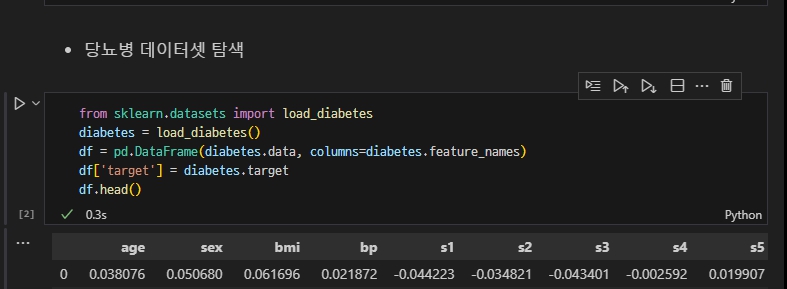 • 당뇨병 데이터셋 탐색
from sklearn.datasets import load_diabetes
diabetes = load_diabetes()
df = pd.DataFrame(diabetes.data, columns=diabetes.feature_names)
df['target'] = diabetes.target
df.head()
[2] ✓ 0.3s Python
... age sex bmi bp s1 s2 s3 s4 s5
0 0.038076 0.050680 0.061696 0.021872 -0.044223 -0.034821 -0.043401 -0.002592 0.019907